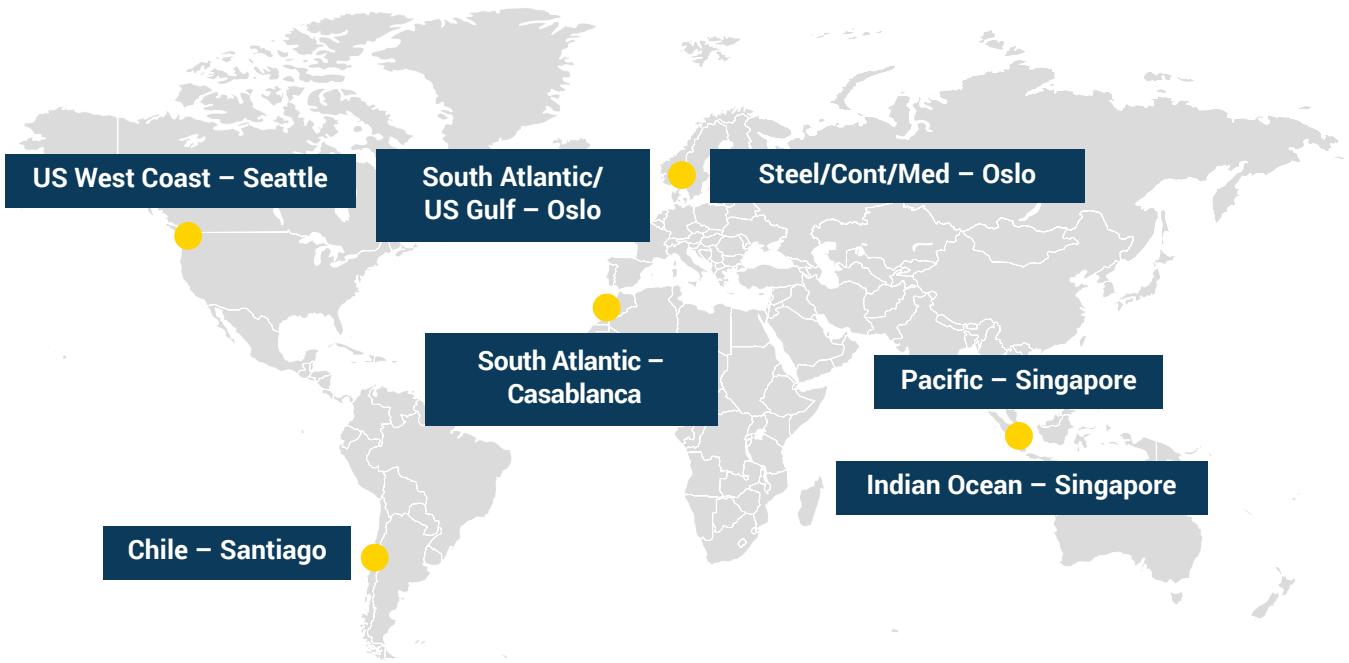 US West Coast – Seattle
South Atlantic/
US Gulf – Oslo
Steel/Cont/Med – Oslo
South Atlantic –
Casablanca
Pacific – Singapore
Indian Ocean – Singapore
Chile – Santiago